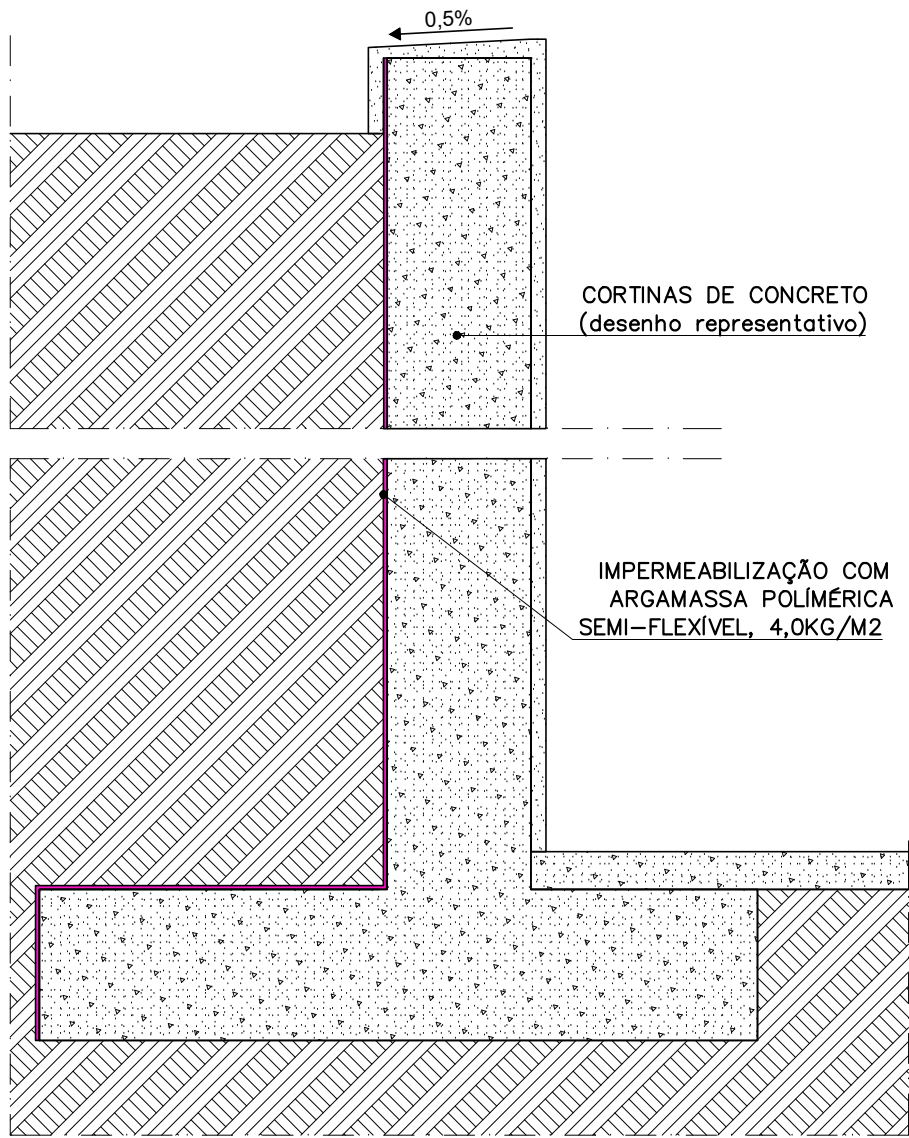 0,5%
CORTINAS DE CONCRETO
(desenho representativo)
IMPERMEABILIZAÇÃO COM
ARGAMASSA POLÍMÉRICA
SEMI-FLEXÍVEL, 4,0KG/M2